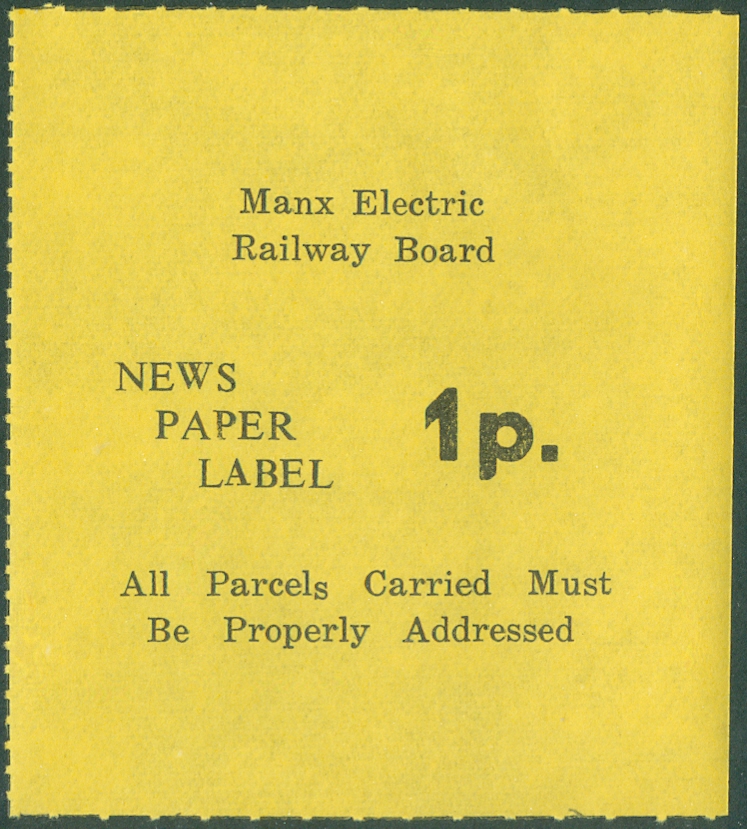 Manx Electric
Railway Board
NEWS
PAPER
LABEL
1p.
All Parcels Carried Must
Be Properly Addressed